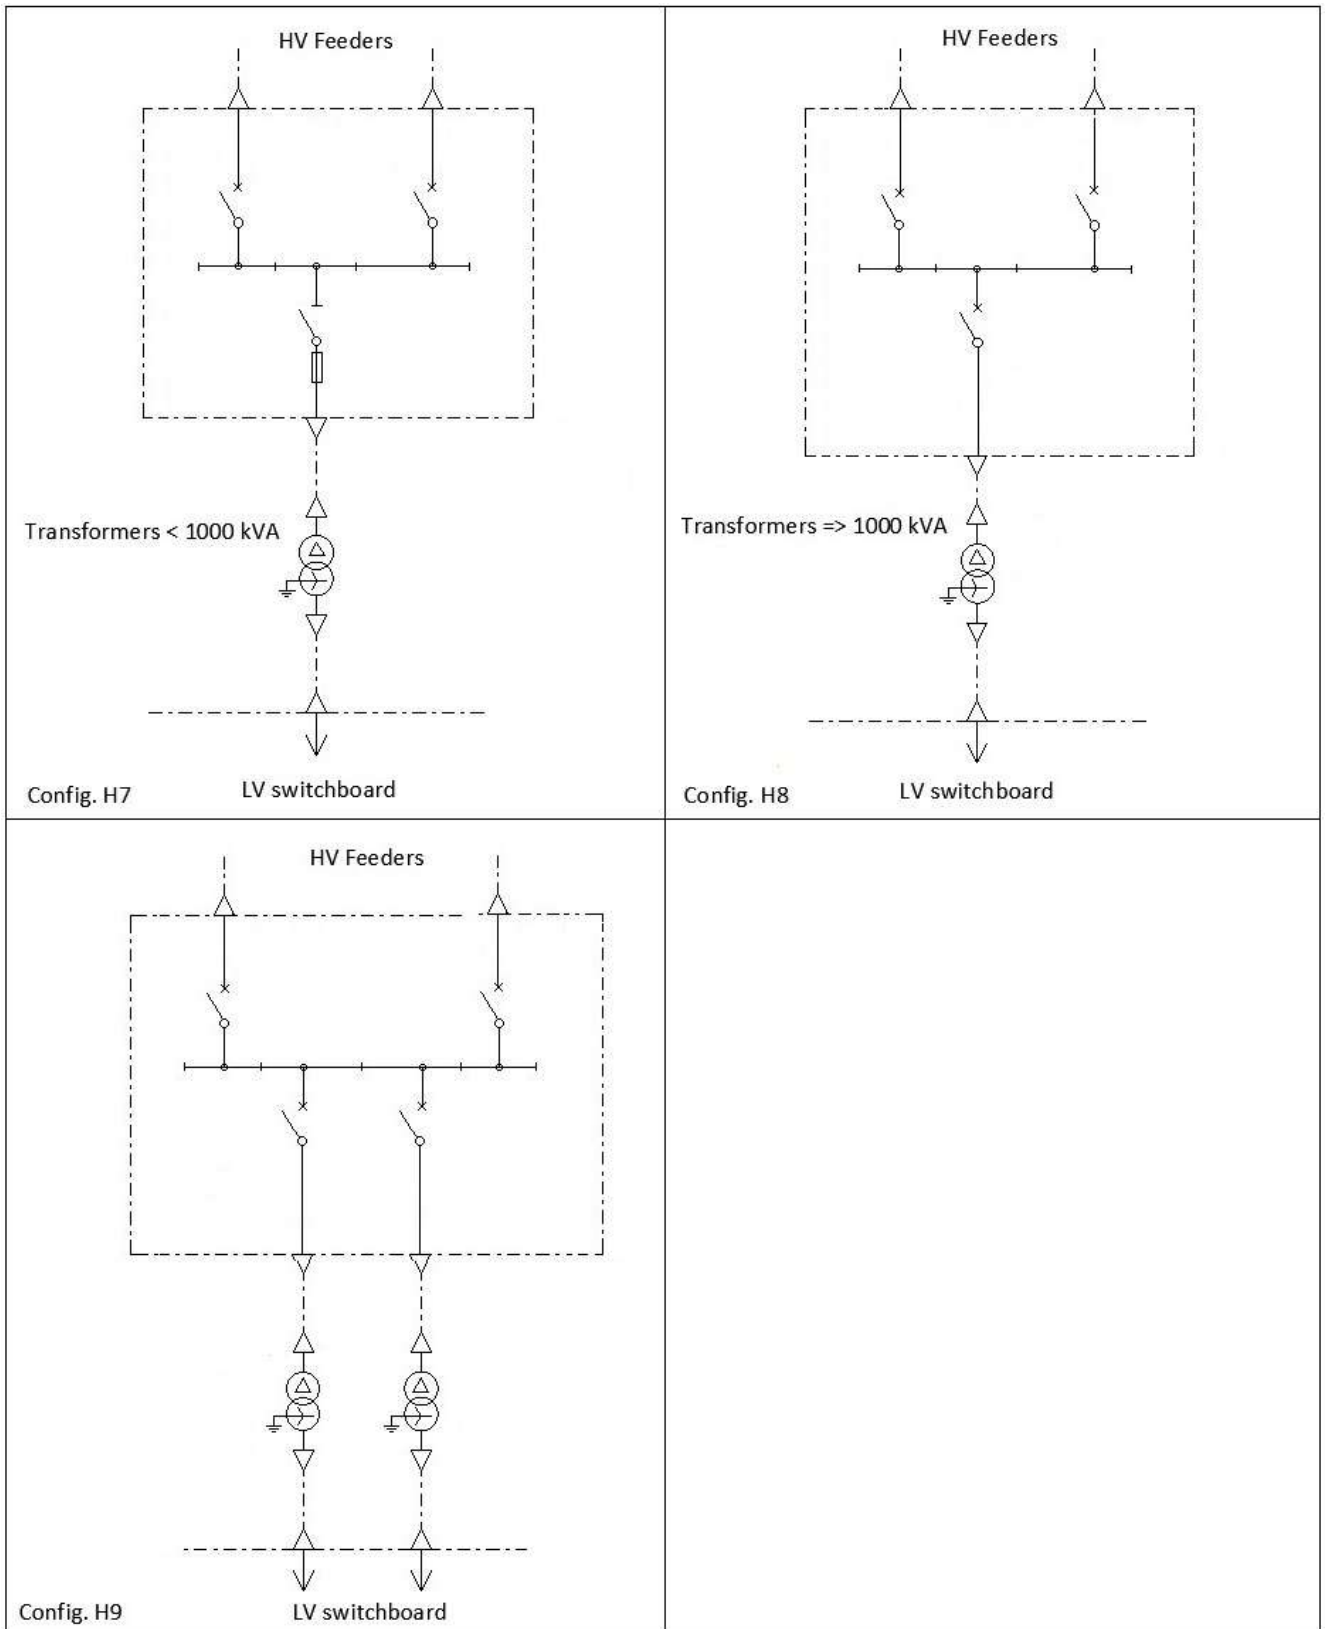 HV Feeders
Transformers < 1000 kVA
Config. H7
LV switchboard
HV Feeders
Transformers => 1000 kVA
Config. H8
LV switchboard
HV Feeders
Config. H9
LV switchboard